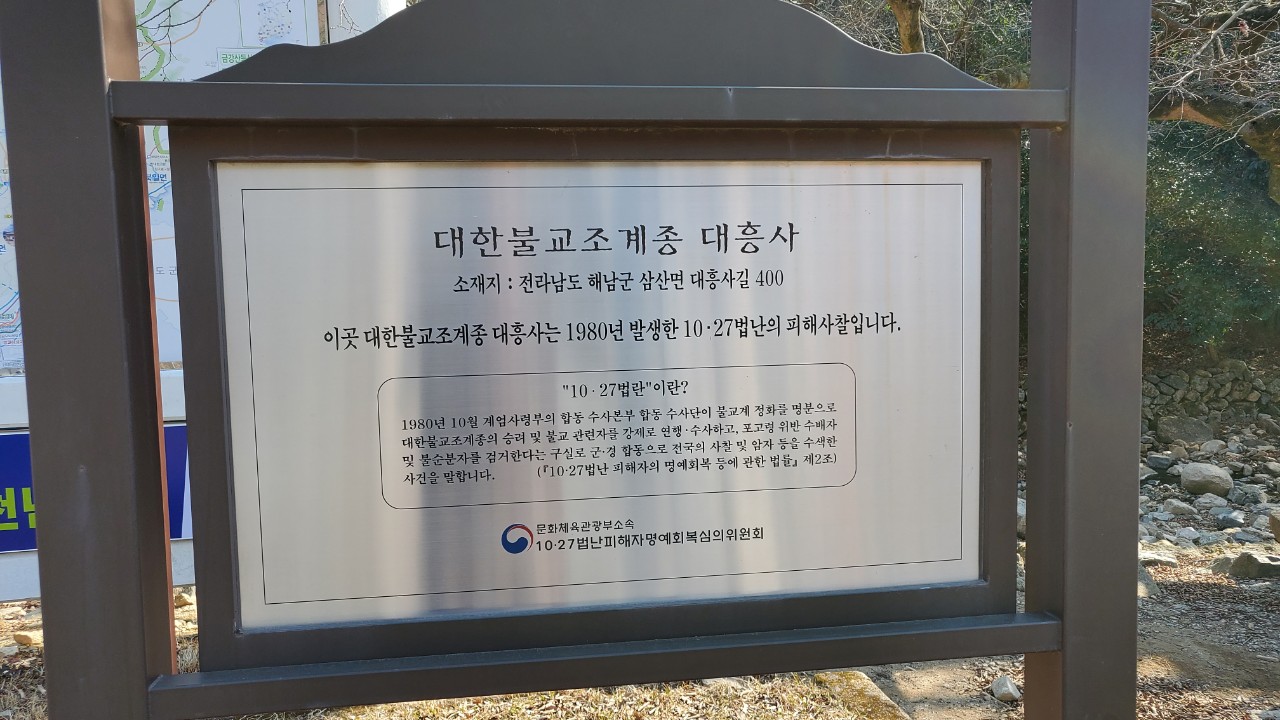 대한불교조계종 대흥사
소재지 : 전라남도 해남군 삼산면 대흥사길 400
이곳 대한불교조계종 대흥사는 1980년 발생한 10·27법난의 피해사찰입니다.
"10·27법란"이란?
1980년 10월 계엄사령부의 합동 수사본부 합동 수사단이 불교계 정화를 명분으로
대한불교조계종의 승려 및 불교 관련자를 강제로 연행·수사하고, 포고령 위반 수배자
및 불순분자를 검거한다는 구실로 군·경 합동으로 전국의 사찰 및 암자 등을 수색한
사건을 말합니다. (『10·27법난 피해자의 명예회복 등에 관한 법률』 제2조)
문화체육관광부소속
10·27법난피해자명예회복심의위원회